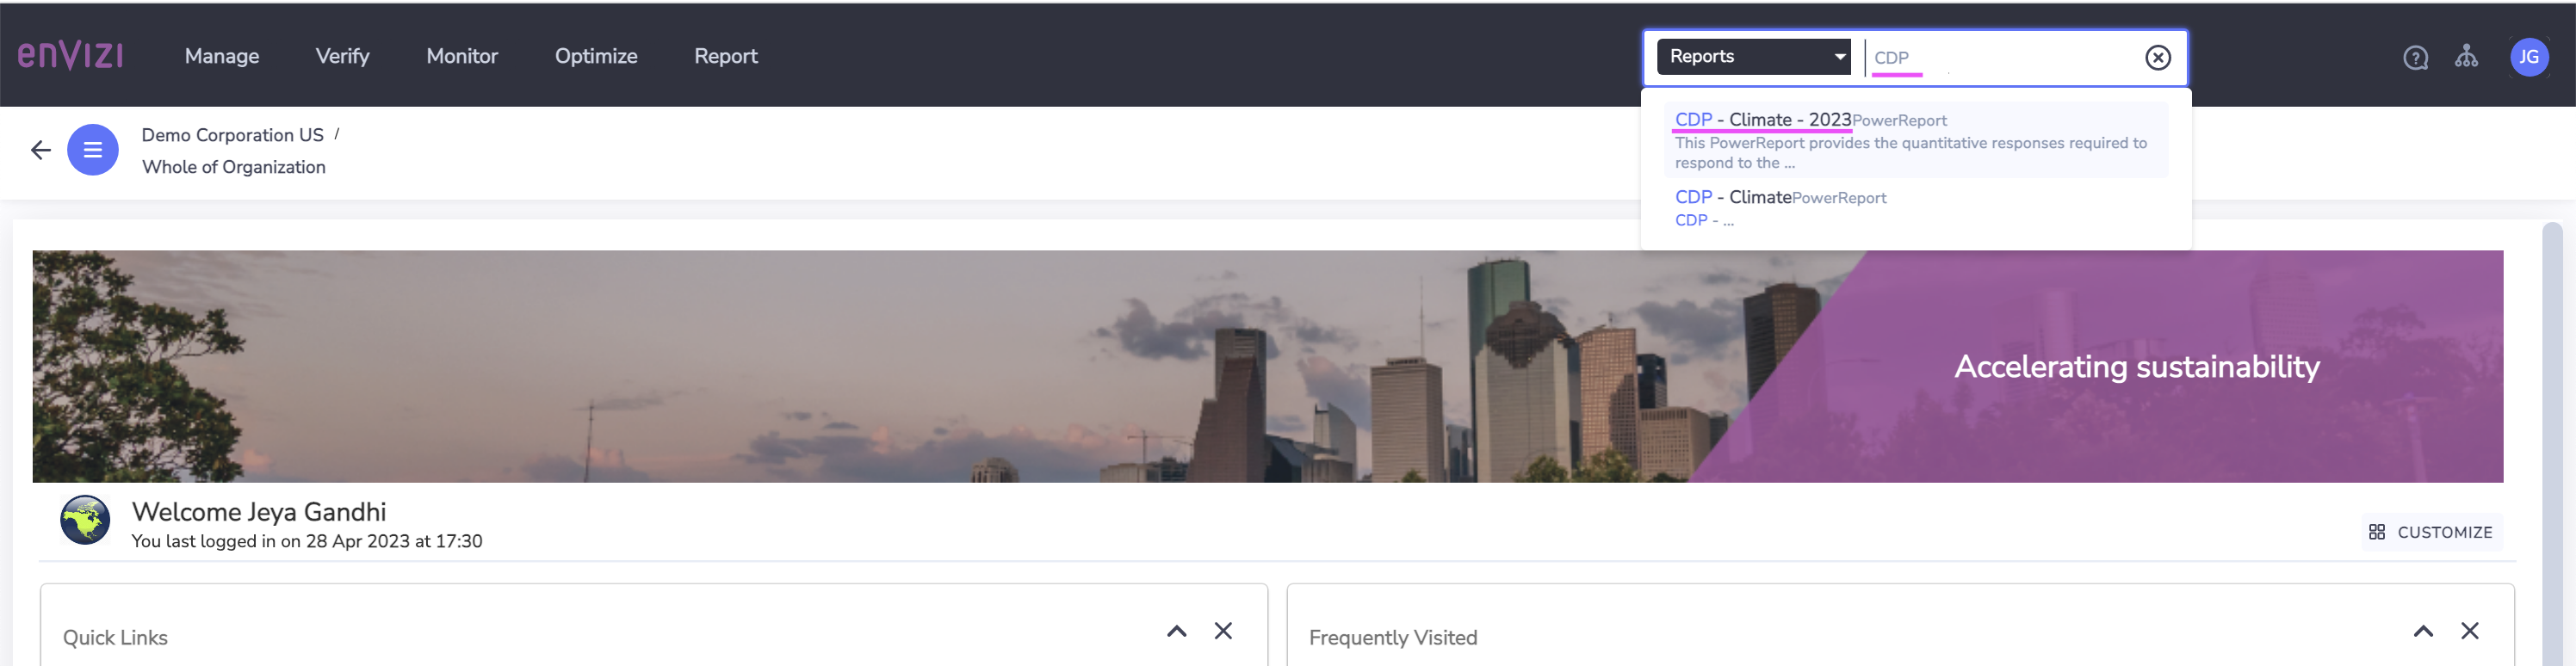 enVIZI
Manage
Verify
Monitor
Optimize
Report
Reports
CDP
JG
CDP - Climate - 2023PowerReport
This PowerReport provides the quantitative responses required to
respond to the ...
CDP - ClimatePowerReport
CDP - ...
Demo Corporation US /
Whole of Organization
Accelerating sustainability
Welcome Jeya Gandhi
You last logged in on 28 Apr 2023 at 17:30
CUSTOMIZE
Quick Links
Frequently Visited